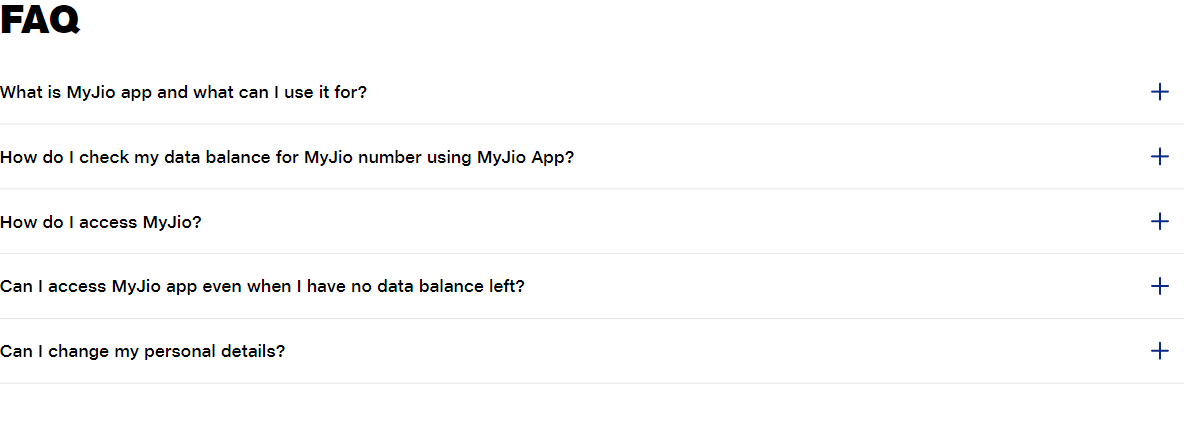 FAQ
What is MyJio app and what can I use it for?
How do I check my data balance for MyJio number using MyJio App?
How do I access MyJio?
Can I access MyJio app even when I have no data balance left?
Can I change my personal details?